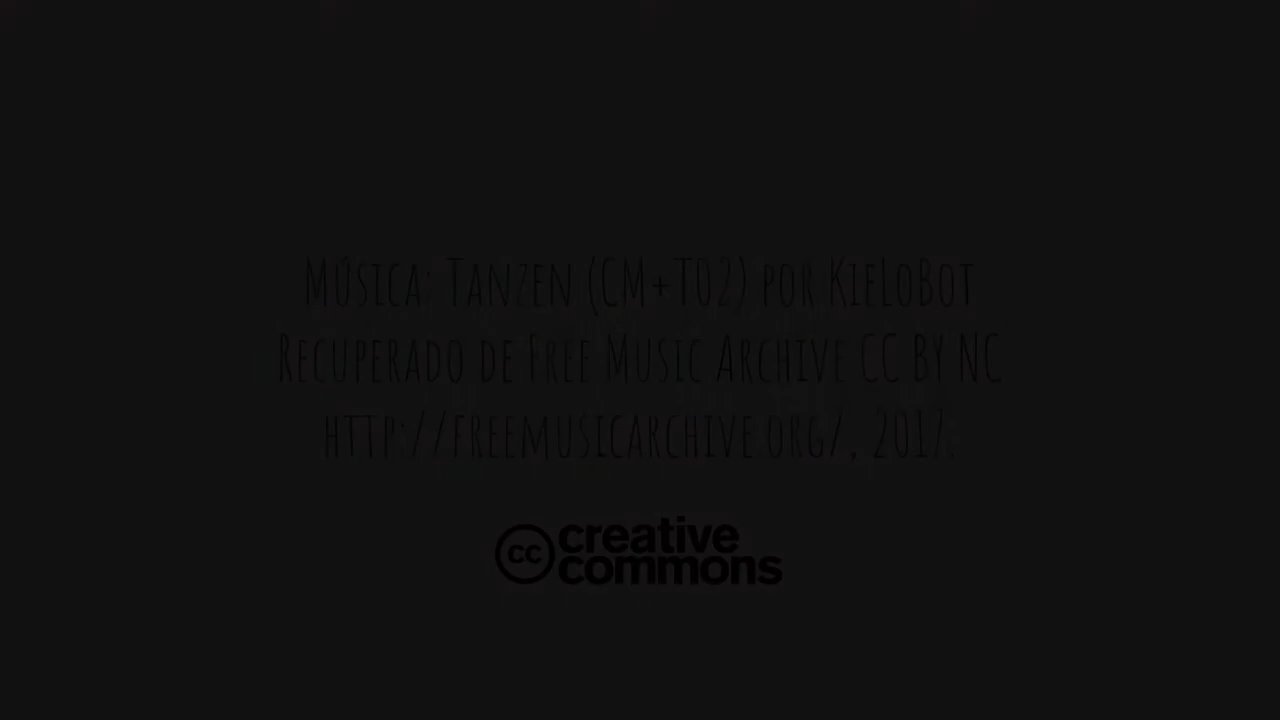 Música: Tanzen (CM+T02) por KieLoBot
Recuperado de Free Music Archive CC BY NC
http://freemusicarchive.org/, 2017.
cc creative
commons